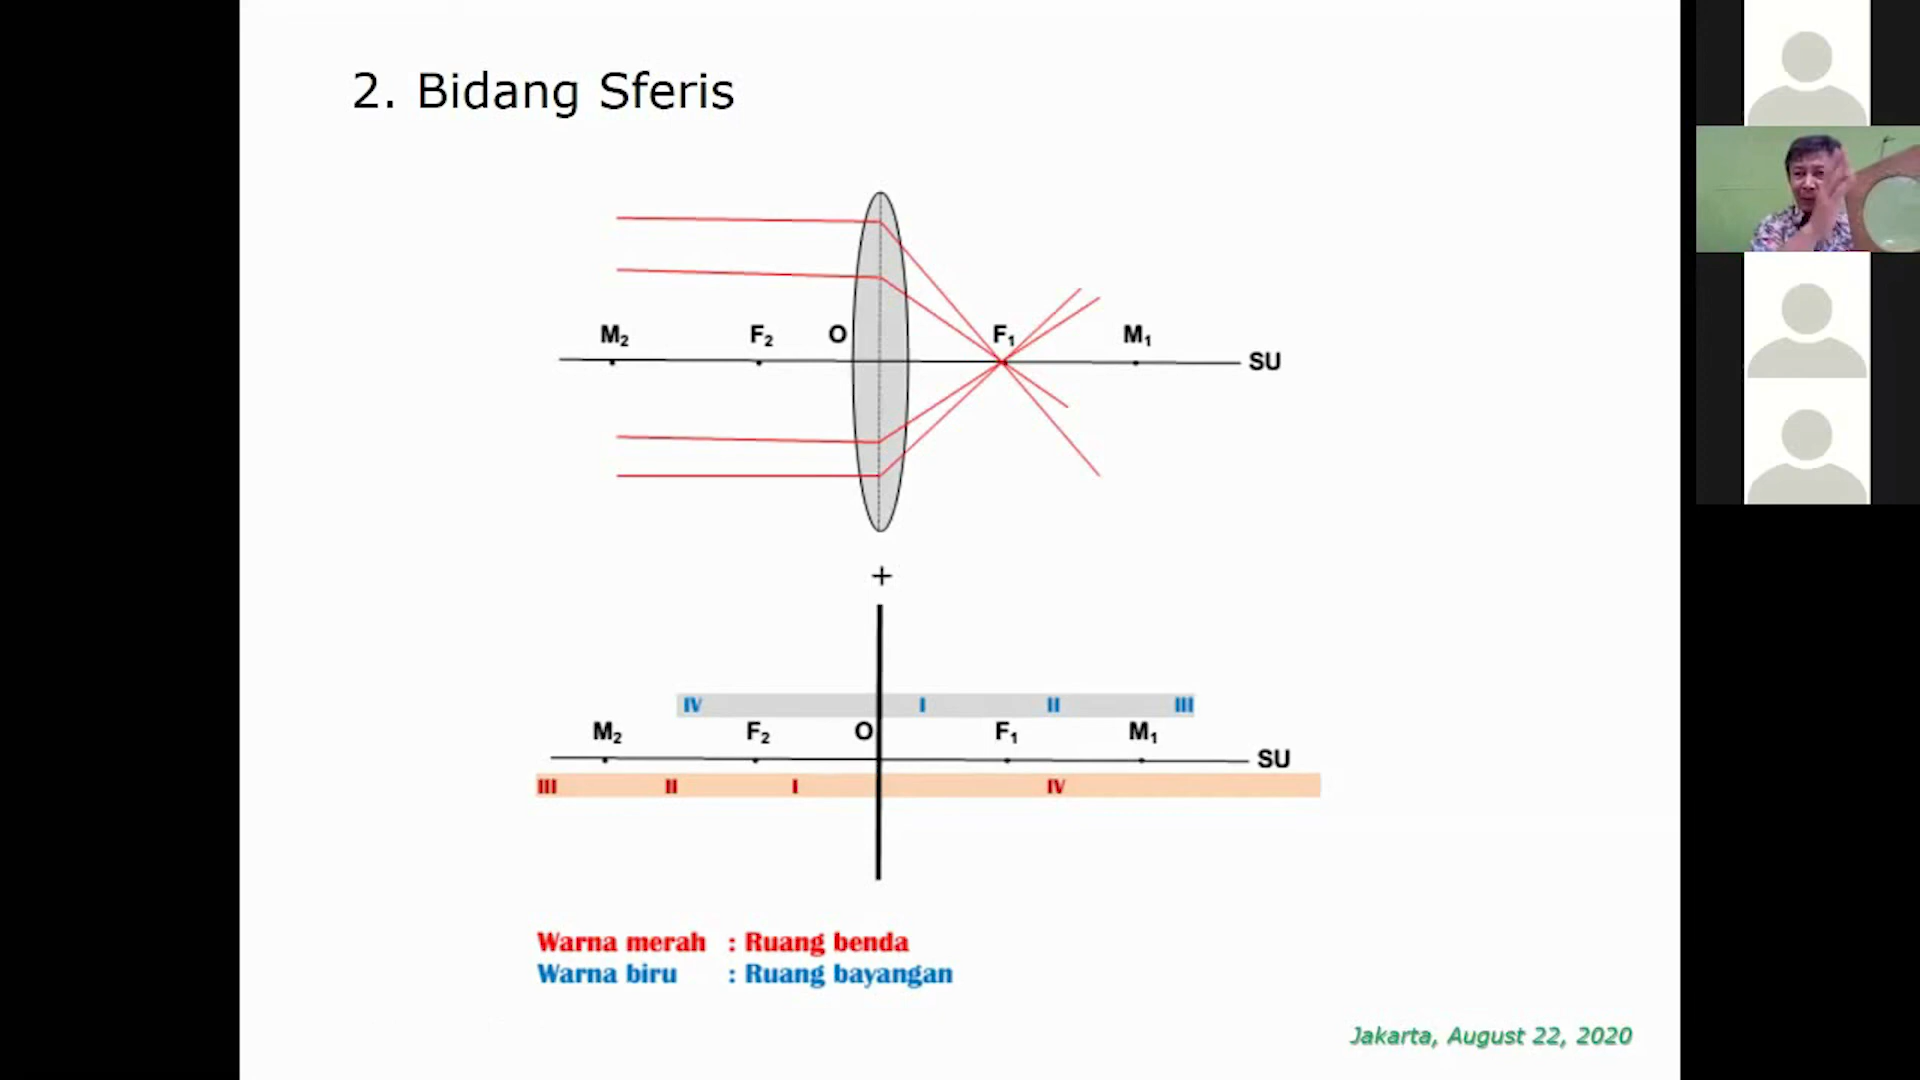 2. Bidang Sferis
M₂ F₂ O F₁ M₁
SU
+
IV I II III
M₂ F₂ O F₁ M₁
SU
III II I IV
Warna merah : Ruang benda
Warna biru : Ruang bayangan
Jakarta, August 22, 2020